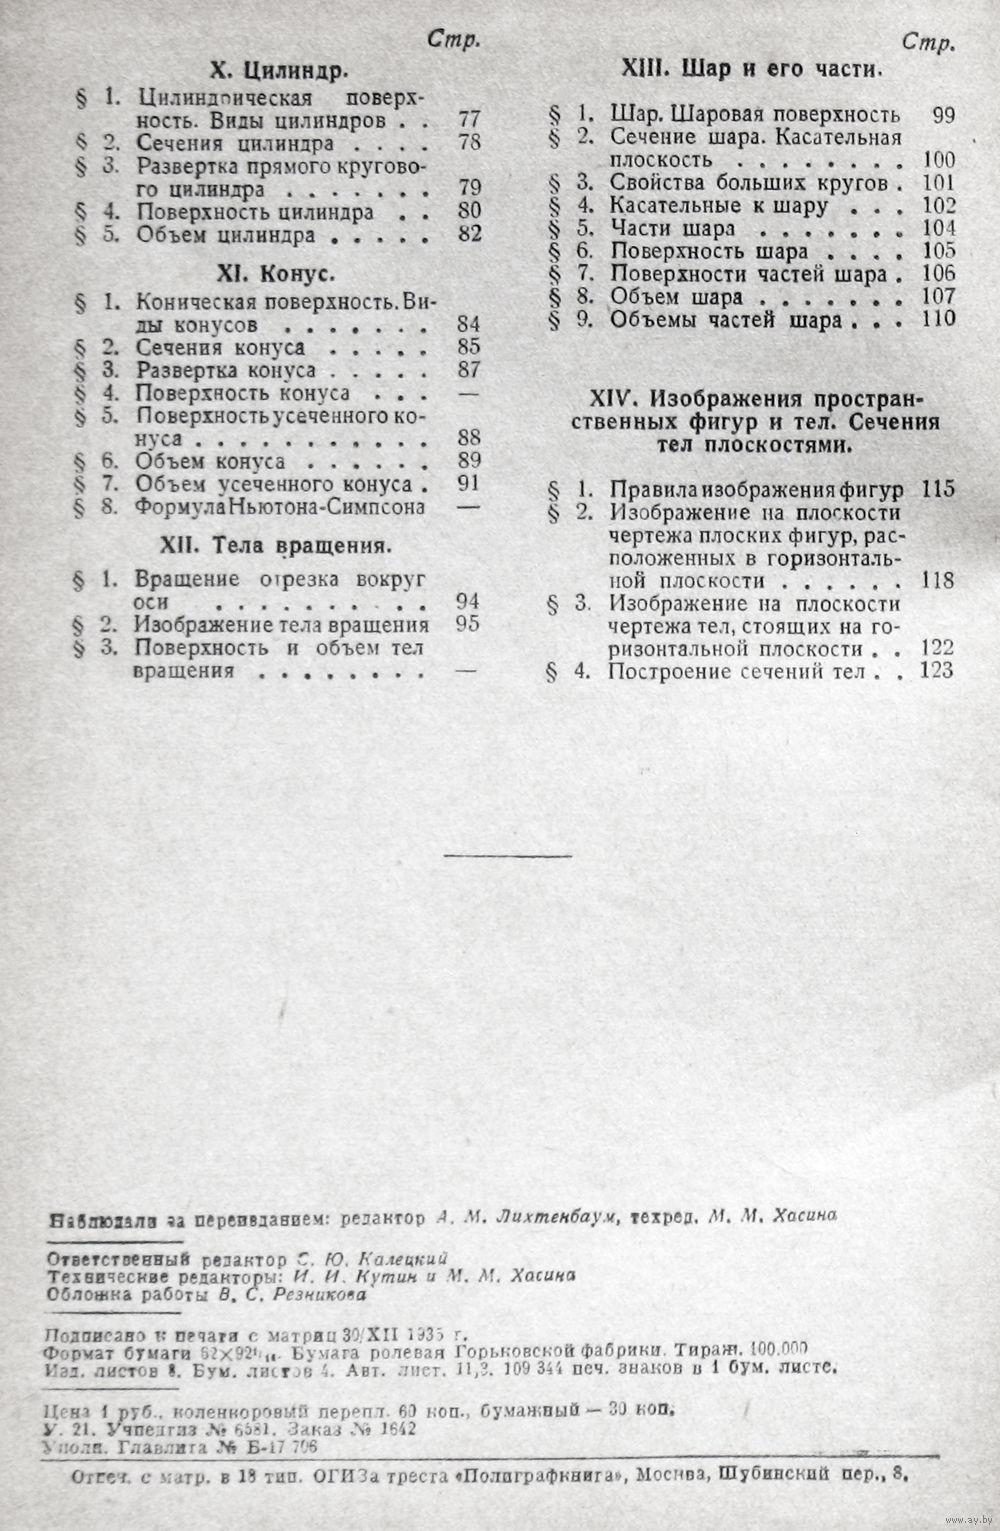 Стр.
X. Цилиндр.
§ 1. Цилиндрическая поверх-
ность. Виды цилиндров . . 77
§ 2. Сечения цилиндра . . . . 78
§ 3. Развертка прямого кругово-
го цилиндра . . . . . . . 79
§ 4. Поверхность цилиндра . . 80
§ 5. Объем цилиндра . . . . . 82
XI. Конус.
§ 1. Коническая поверхность. Ви-
ды конусов . . . . . . . 84
§ 2. Сечения конуса . . . . . 85
§ 3. Развертка конуса . . . . . 87
§ 4. Поверхность конуса . . . —
§ 5. Поверхность усеченного ко-
нуса . . . . . . . . . . . 88
§ 6. Объем конуса . . . . . . 89
§ 7. Объем усеченного конуса . 91
§ 8. Формула Ньютона-Симпсона —
XII. Тела вращения.
§ 1. Вращение отрезка вокруг
оси . . . . . . . . . . 94
§ 2. Изображение тела вращения 95
§ 3. Поверхность и объем тел
вращения . . . . . . . . —
Стр.
XIII. Шар и его части.
§ 1. Шар. Шаровая поверхность 99
§ 2. Сечение шара. Касательная
плоскость . . . . . . . . 100
§ 3. Свойства больших кругов . 101
§ 4. Касательные к шару . . . 102
§ 5. Части шара . . . . . . . 104
§ 6. Поверхность шара . . . . 105
§ 7. Поверхности частей шара . 106
§ 8. Объем шара . . . . . . . 107
§ 9. Объемы частей шара . . . 110
XIV. Изображения простран-
ственных фигур и тел. Сечения
тел плоскостями.
§ 1. Правила изображения фигур 115
§ 2. Изображение на плоскости
чертежа плоских фигур, рас-
положенных в горизонталь-
ной плоскости . . . . . . 118
§ 3. Изображение на плоскости
чертежа тел, стоящих на го-
ризонтальной плоскости . . 122
§ 4. Построение сечений тел . . 123
Наблюдали за переизданием: редактор А. М. Лихтенбаум, техред. М. М. Хасина
Ответственный редактор С. Ю. Калецкий
Технические редакторы: И. И. Кутин и М. М. Хасина
Обложка работы В. С. Резникова
Подписано к печати с матриц 30/XII 1935 г.
Формат бумаги 62×92 Бумага ролевая Горьковской фабрики. Тираж. 100.000
Изд. листов 8. Бум. листов 4. Авт. лист. 11,3. 109 344 печ. знаков в 1 бум. листе.
Цена 1 руб., коленкоровый перепл. 60 коп., бумажный — 30 коп.
У. 21. Учпедгиз № 6581. Заказ № 1642
Уполн. Главлита № Б-17 706
Отпеч. с матр. в 18 тип. ОГИЗа треста «Полиграфкнига», Москва, Шубинский пер., 8.
www.ay.by